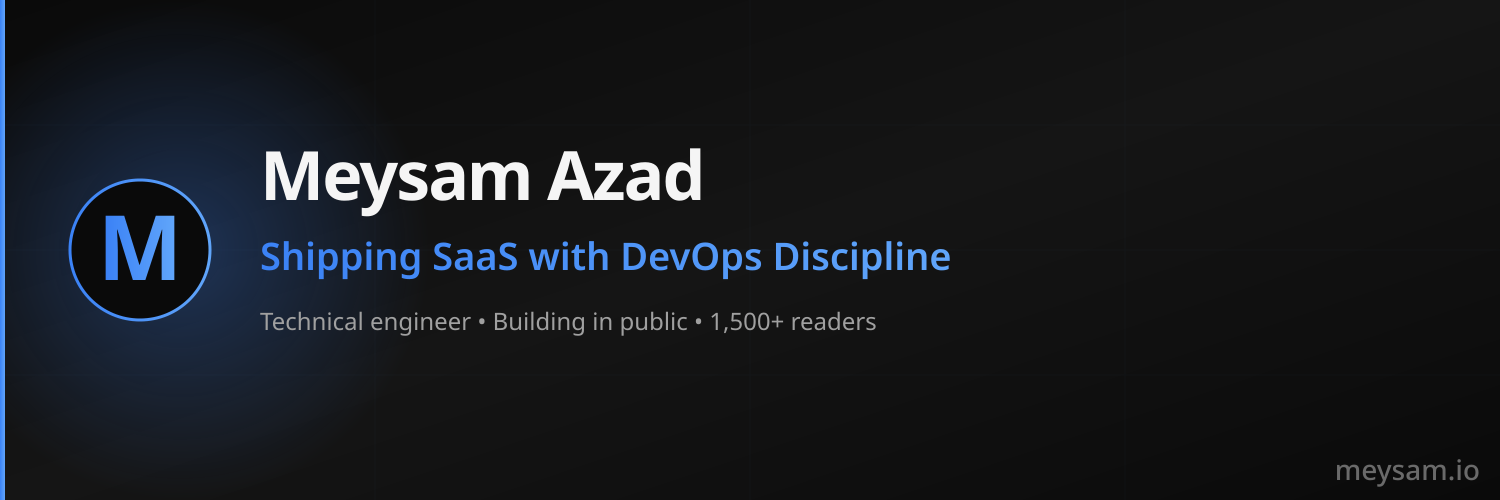 M
Meysam Azad
Shipping SaaS with DevOps Discipline
Technical engineer • Building in public • 1,500+ readers
meysam.io